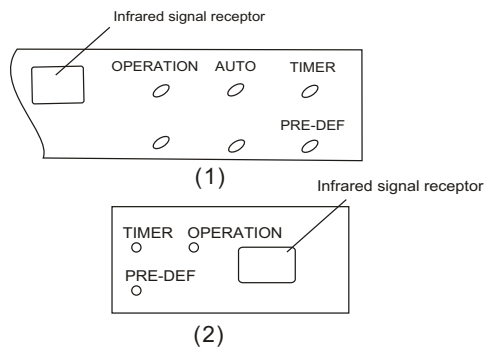 Infrared signal receptor
OPERATION AUTO TIMER
PRE-DEF
(1)
Infrared signal receptor
TIMER OPERATION
PRE-DEF
(2)